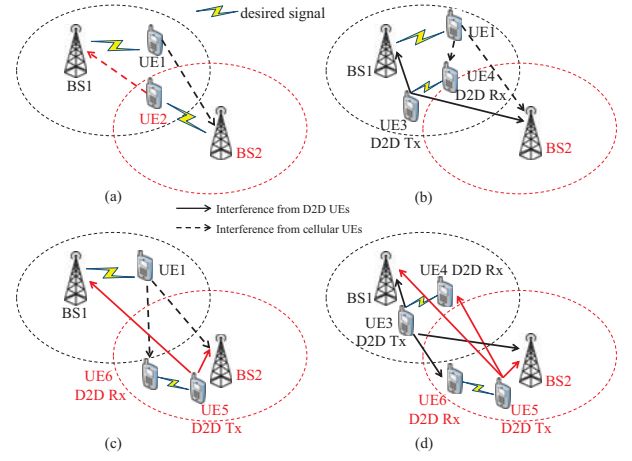 desired signal
BS1
UE1
UE2
BS2
(a)
UE1
BS1
UE4
D2D Rx
UE3
D2D Tx
BS2
(b)
Interference from D2D UEs
Interference from cellular UEs
BS1
UE1
BS2
UE6
D2D Rx
UE5
D2D Tx
(c)
UE4 D2D Rx
BS1
UE3
D2D Tx
BS2
UE6
D2D Rx
UE5
D2D Tx
(d)